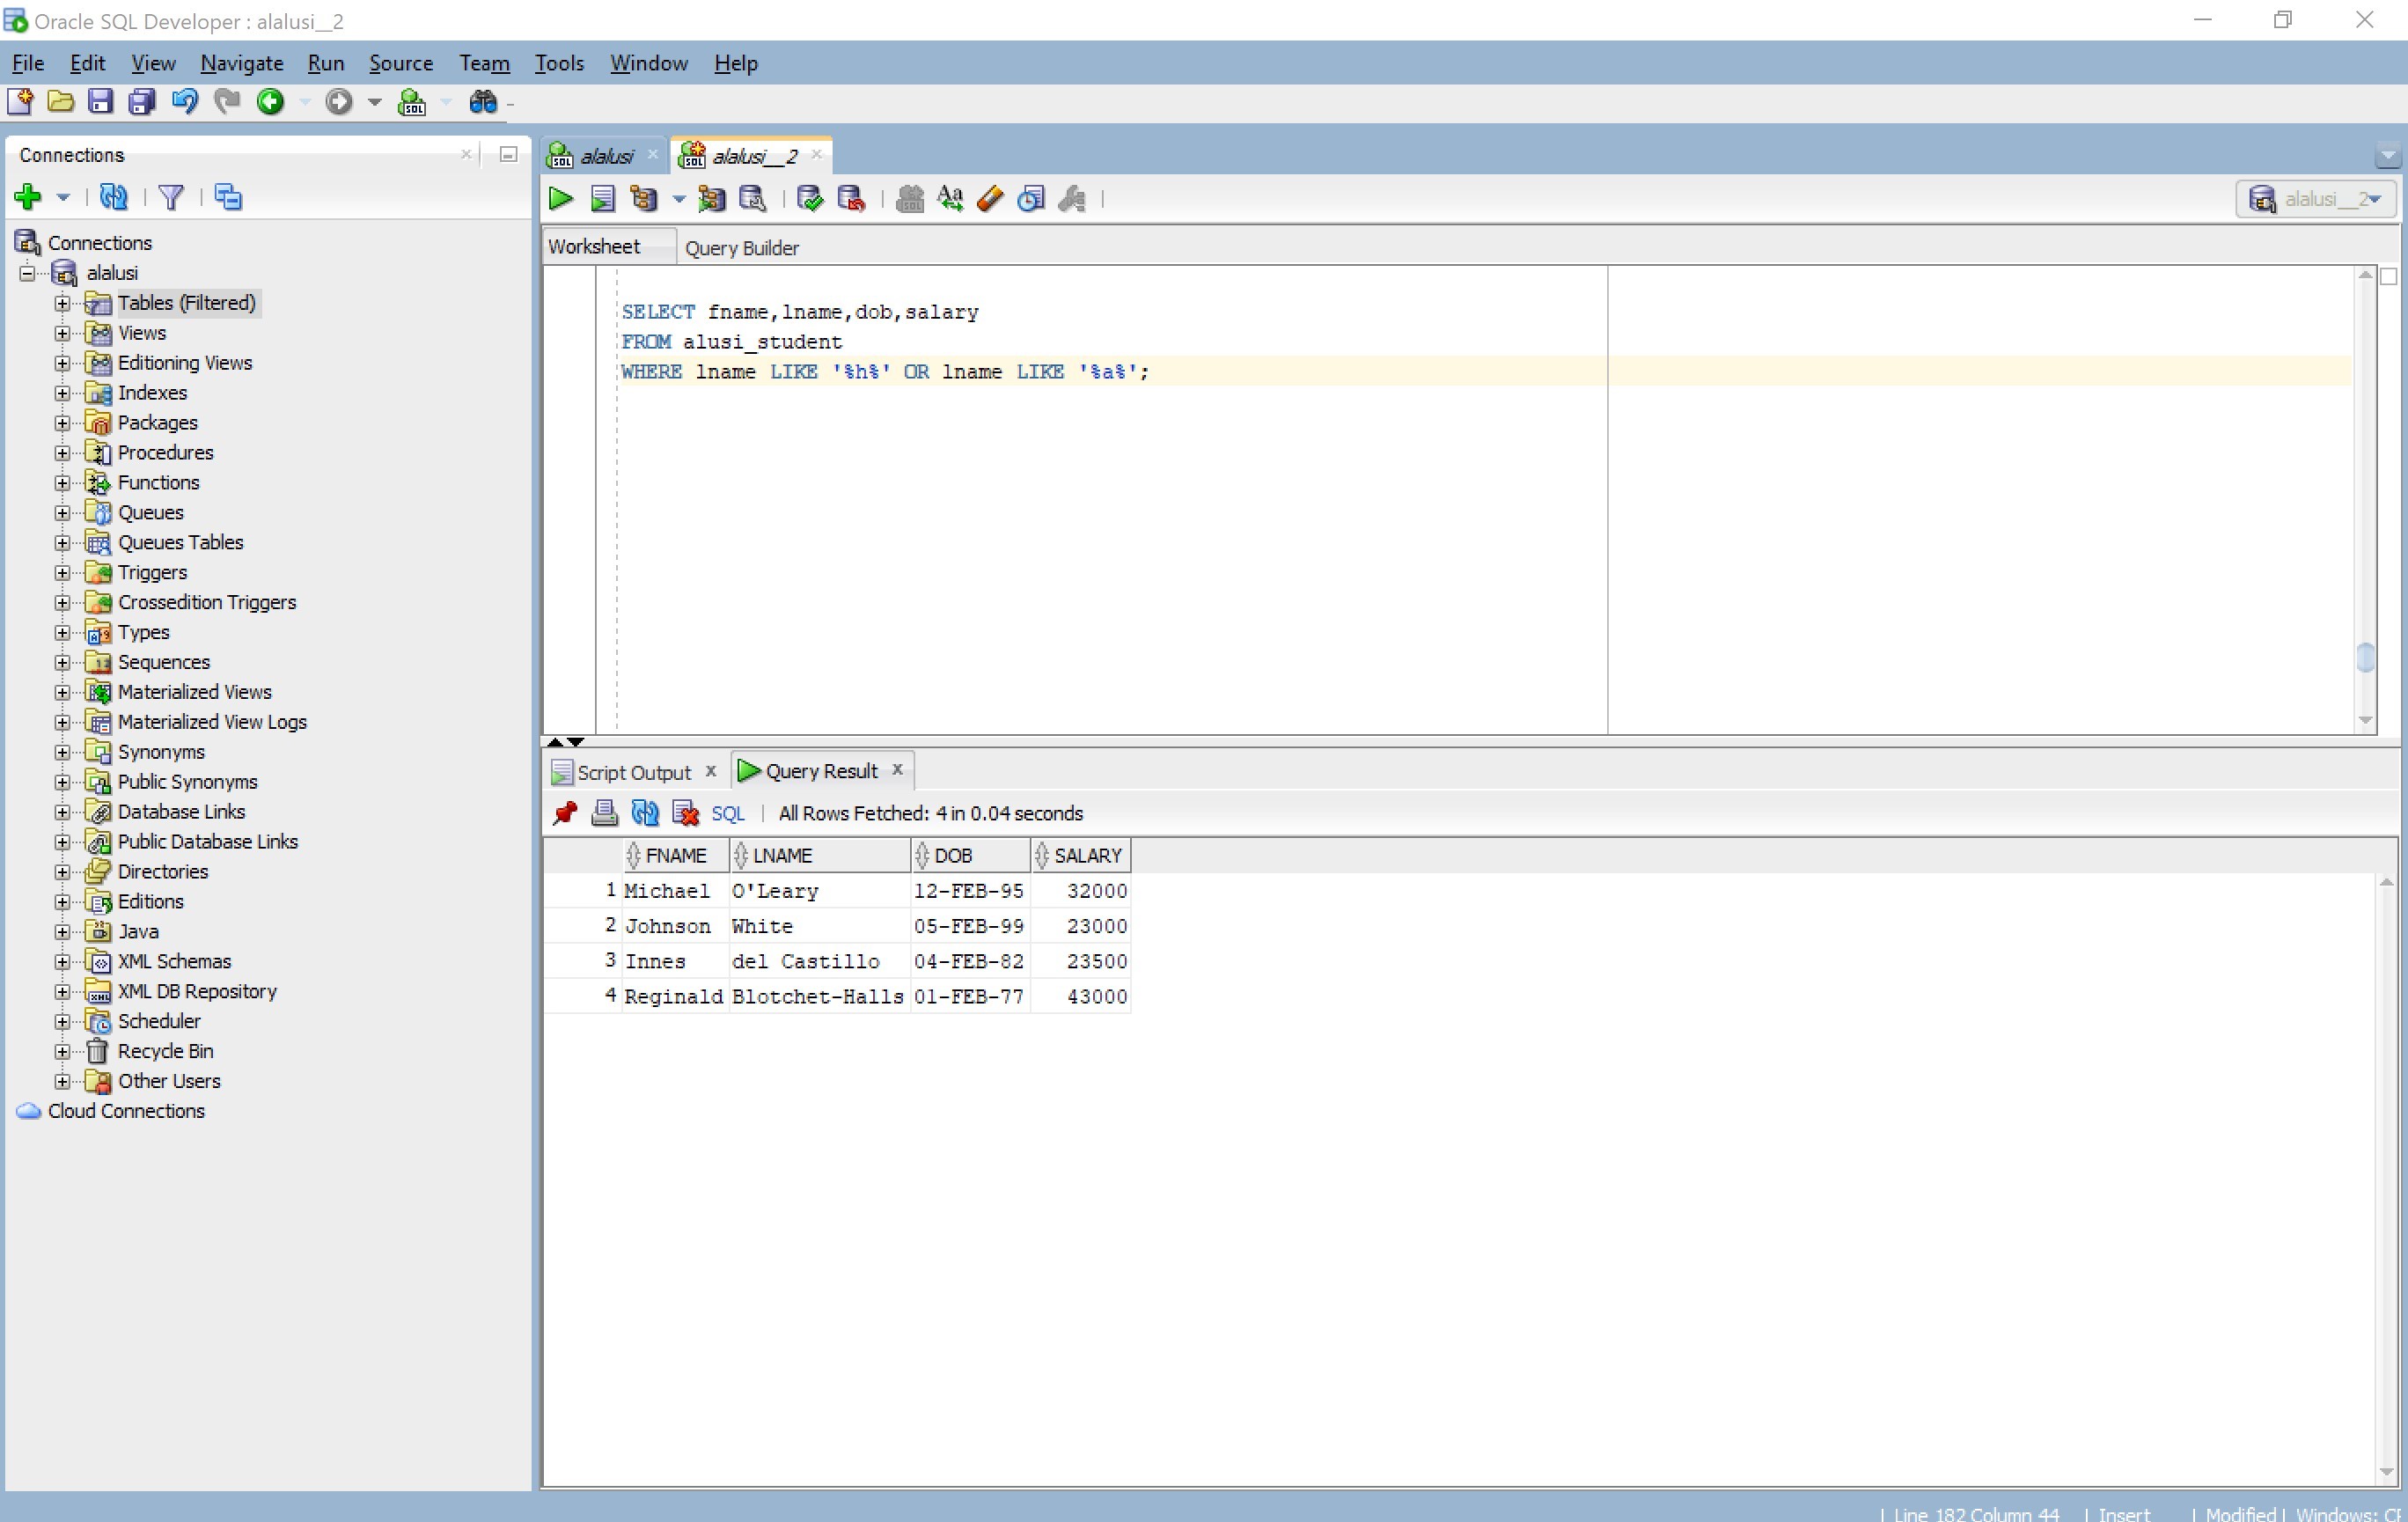 Oracle SQL Developer : alalusi__2
File Edit View Navigate Run Source Team Tools Window Help
Connections
alalusi
alalusi__2
alalusi__2
Worksheet
Query Builder
Connections
alalusi
Tables (Filtered)
Views
Editioning Views
Indexes
Packages
Procedures
Functions
Queues
Queues Tables
Triggers
Crossedition Triggers
Types
Sequences
Materialized Views
Materialized View Logs
Synonyms
Public Synonyms
Database Links
Public Database Links
Directories
Editions
Java
XML Schemas
XML DB Repository
Scheduler
Recycle Bin
Other Users
Cloud Connections
SELECT fname,lname,dob,salary
FROM alusi_student
WHERE lname LIKE '%h%' OR lname LIKE '%a%';
Script Output x Query Result x
SQL | All Rows Fetched: 4 in 0.04 seconds
FNAME LNAME DOB SALARY
1 Michael O'Leary 12-FEB-95 32000
2 Johnson White 05-FEB-99 23000
3 Innes del Castillo 04-FEB-82 23500
4 Reginald Blotchet-Halls 01-FEB-77 43000
| Line 182 Column 44 | Insert | Modified | Windows: CF